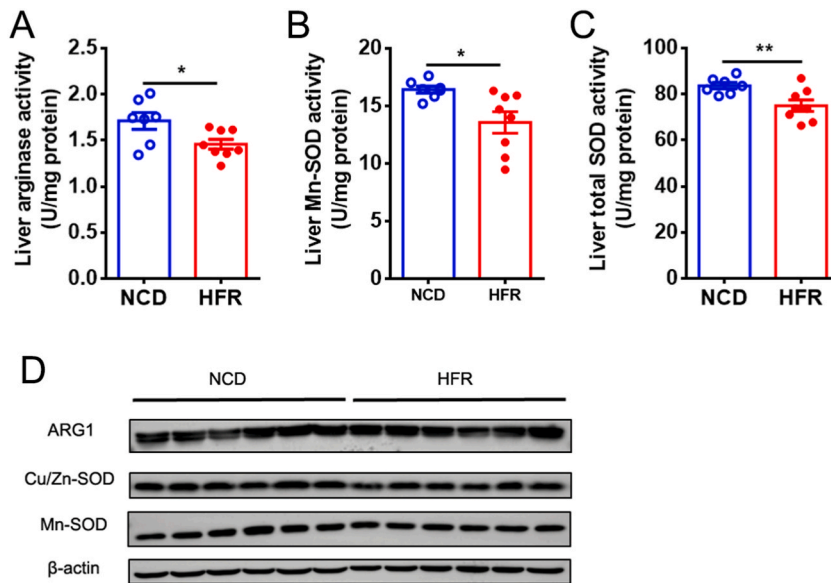 A
Liver arginase activity
(U/mg protein)
2.5
2.0
1.5
1.0
0.5
0.0
*
NCD HFR
B
Liver Mn-SOD activity
(U/mg protein)
20
15
10
5
0
*
NCD HFR
C
Liver total SOD activity
(U/mg protein)
100
80
60
40
20
0
**
NCD HFR
D
NCD HFR
ARG1
Cu/Zn-SOD
Mn-SOD
β-actin